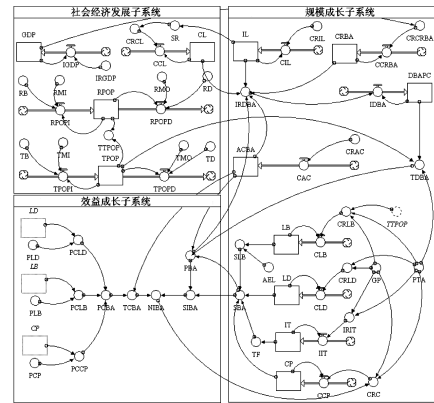 社会经济发展子系统
GDP
SR
CRCL
CL
IGDP
CCL
IRGDP
RPOP
RMO
RD
RB
RMI
RPOPI
RPOPD
TTPOP
TB
TMI
TPOP
TMO
TD
TPOPI
TPOPD
规模成长子系统
IL
CRIL
CRBA
CRCRBA
CIL
CCRBA
DBAPC
IRDBA
IDBA
ACBA
CRAC
CAC
TDBA
LB
CRLB
TTPOP
SLB
CLB
AEL
LD
CRLD
GP
PTA
CLD
SBA
IT
IRIT
TF
IIT
CP
CCP
CRC
效益成长子系统
LD
PLD
PCLD
LB
PBA
PLB
PCLB
PCBA
TCBA
NIBA
SIBA
CP
PCP
PCCP